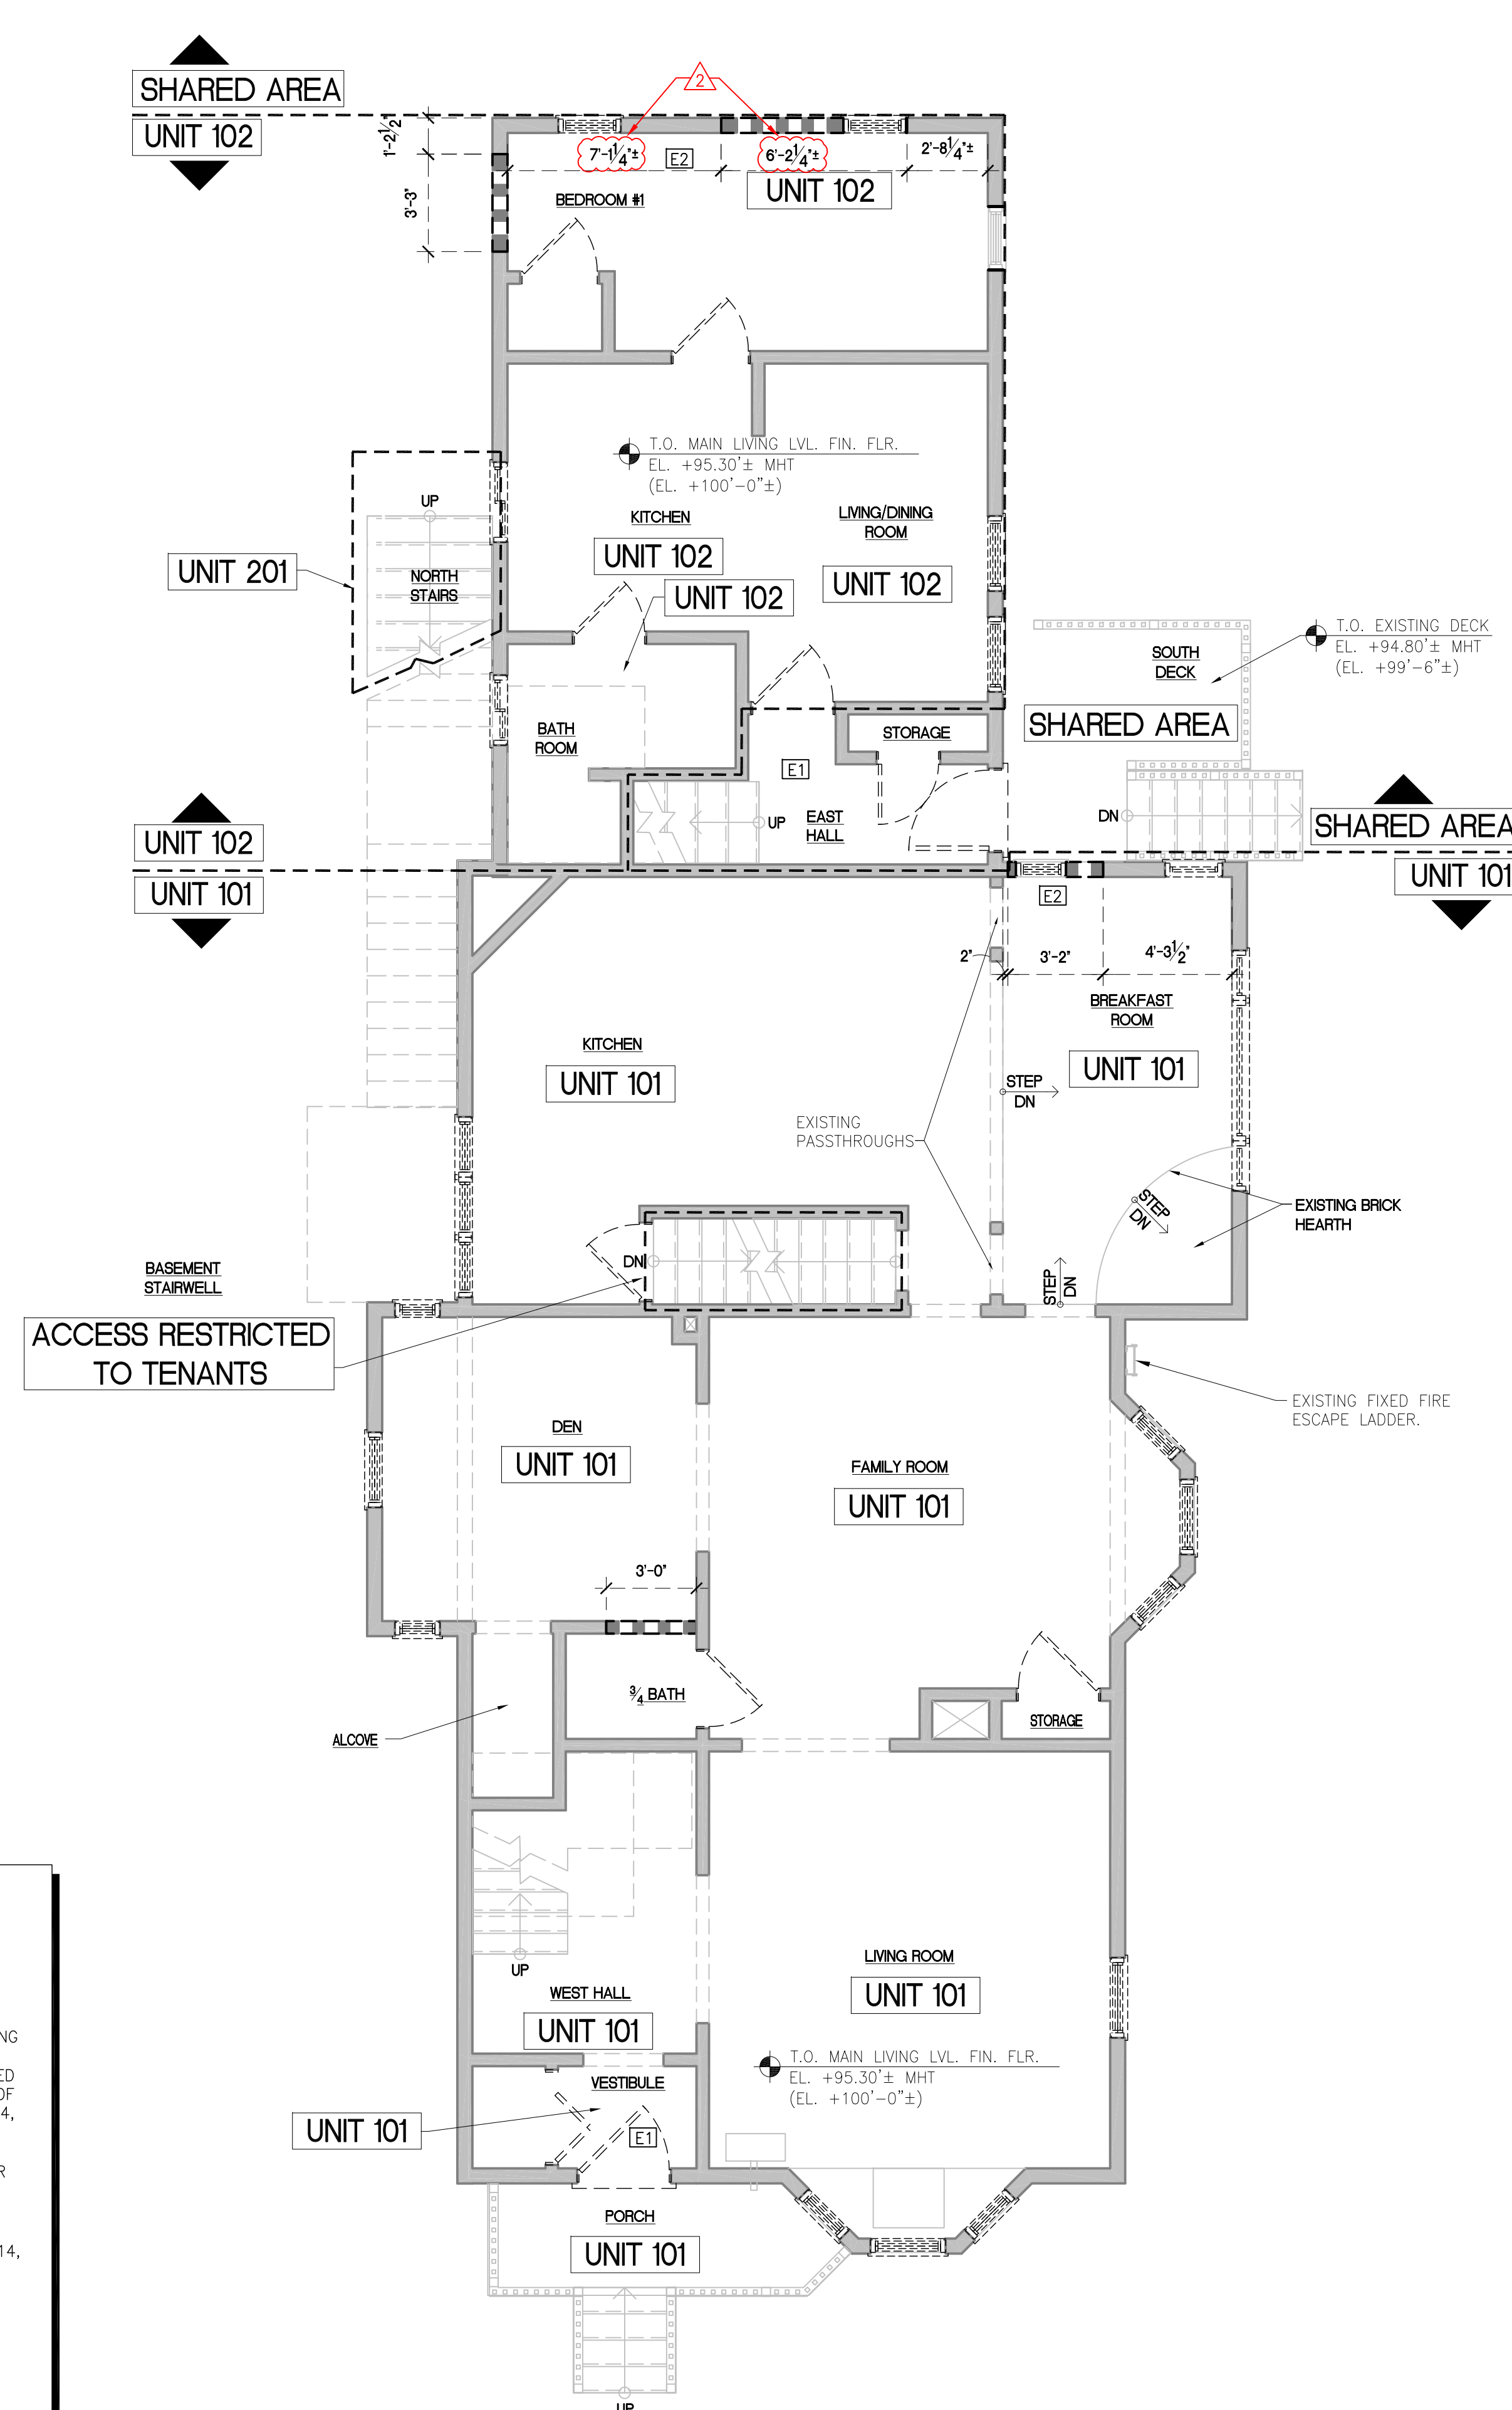 SHARED AREA
UNIT 102
1'-2½"
3'-3"
2
7'-1¼"±
E2
6'-2¼"±
2'-8¼"±
UNIT 102
BEDROOM #1
T.O. MAIN LIVING LVL. FIN. FLR.
EL. +95.30'± MHT
(EL. +100'-0"±)
UP
KITCHEN
UNIT 102
LIVING/DINING
ROOM
UNIT 102
UNIT 102
UNIT 201
NORTH
STAIRS
T.O. EXISTING DECK
EL. +94.80'± MHT
(EL. +99'-6"±)
SOUTH
DECK
SHARED AREA
BATH
ROOM
STORAGE
E1
UP
EAST
HALL
DN
UNIT 102
UNIT 101
SHARED AREA
UNIT 101
E2
2"
3'-2"
4'-3½"
BREAKFAST
ROOM
UNIT 101
KITCHEN
UNIT 101
STEP
DN
EXISTING
PASSTHROUGHS
STEP
DN
EXISTING BRICK
HEARTH
DN
STEP
DN
BASEMENT
STAIRWELL
ACCESS RESTRICTED
TO TENANTS
EXISTING FIXED FIRE
ESCAPE LADDER.
DEN
UNIT 101
FAMILY ROOM
UNIT 101
3'-0"
¾ BATH
STORAGE
ALCOVE
UP
WEST HALL
UNIT 101
LIVING ROOM
UNIT 101
T.O. MAIN LIVING LVL. FIN. FLR.
EL. +95.30'± MHT
(EL. +100'-0"±)
VESTIBULE
UNIT 101
E1
PORCH
UNIT 101
UP
NG
ED
OF
4,
R
14,